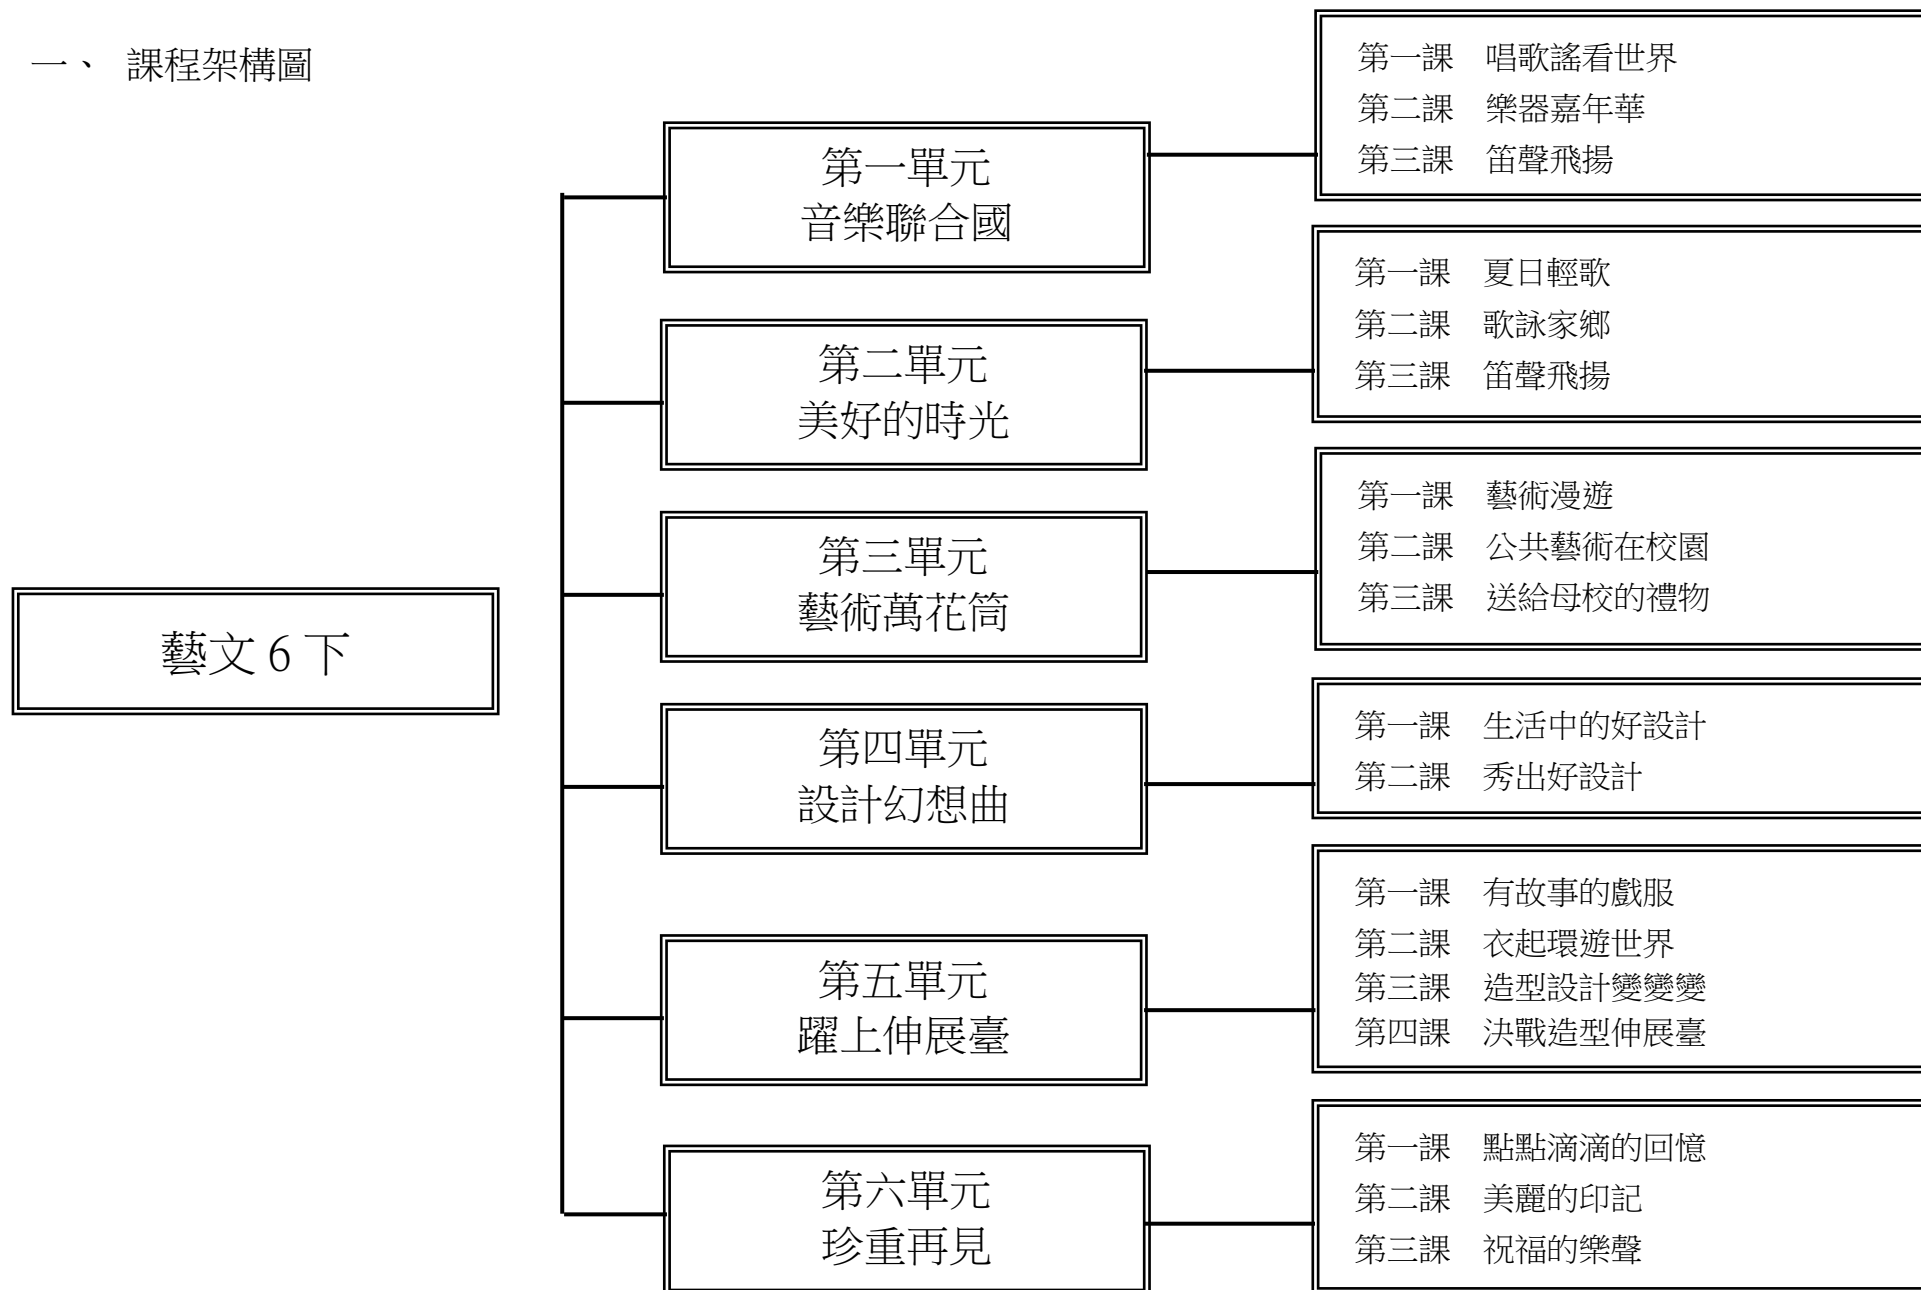 一、 課程架構圖
藝文6下
第一單元
音樂聯合國
第一課 唱歌謠看世界
第二課 樂器嘉年華
第三課 笛聲飛揚
第二單元
美好的時光
第一課 夏日輕歌
第二課 歌詠家鄉
第三課 笛聲飛揚
第三單元
藝術萬花筒
第一課 藝術漫遊
第二課 公共藝術在校園
第三課 送給母校的禮物
第四單元
設計幻想曲
第一課 生活中的好設計
第二課 秀出好設計
第五單元
躍上伸展臺
第一課 有故事的戲服
第二課 衣起環遊世界
第三課 造型設計變變變
第四課 決戰造型伸展臺
第六單元
珍重再見
第一課 點點滴滴的回憶
第二課 美麗的印記
第三課 祝福的樂聲